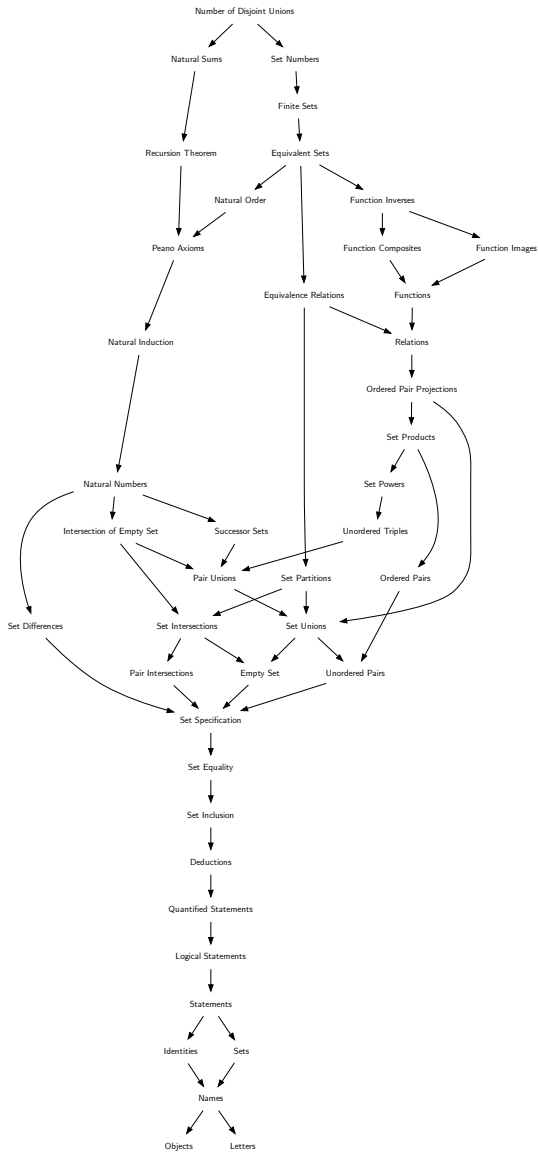 Number of Disjoint Unions
Natural Sums
Set Numbers
Finite Sets
Recursion Theorem
Equivalent Sets
Natural Order
Function Inverses
Peano Axioms
Function Composites
Function Images
Equivalence Relations
Functions
Natural Induction
Relations
Ordered Pair Projections
Set Products
Natural Numbers
Set Powers
Intersection of Empty Set
Successor Sets
Unordered Triples
Pair Unions
Set Partitions
Ordered Pairs
Set Differences
Set Intersections
Set Unions
Pair Intersections
Empty Set
Unordered Pairs
Set Specification
Set Equality
Set Inclusion
Deductions
Quantified Statements
Logical Statements
Statements
Identities
Sets
Names
Objects
Letters